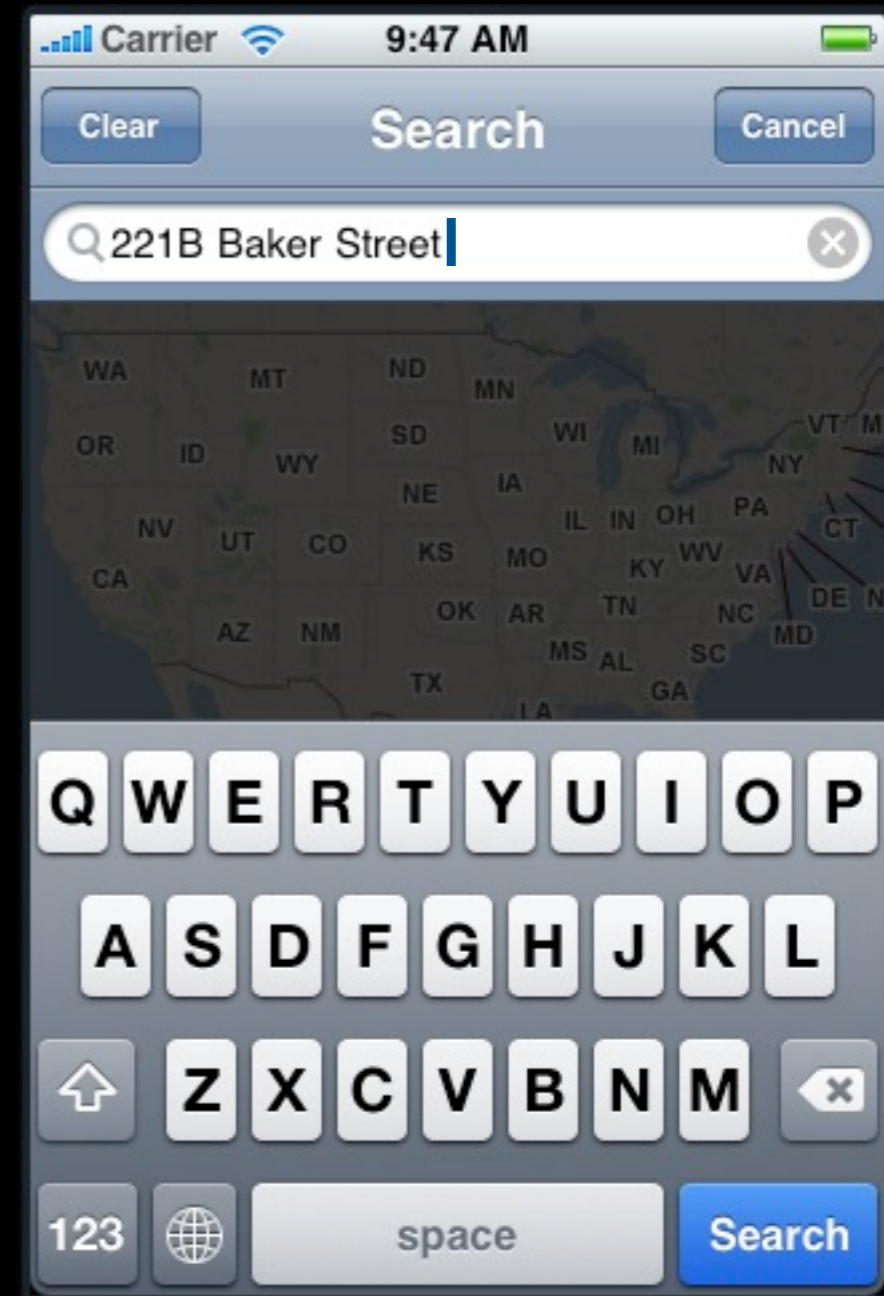 Carrier 9:47 AM
Clear Search Cancel
221B Baker Street
WA MT ND MN
OR ID WY SD WI MI NY VT M
NV UT CO NE IA IL IN OH PA CT
CA KS MO KY WV VA DE N
AZ NM OK AR TN NC MD
TX MS AL SC
LA GA
Q W E R T Y U I O P
A S D F G H J K L
Z X C V B N M
123 space Search